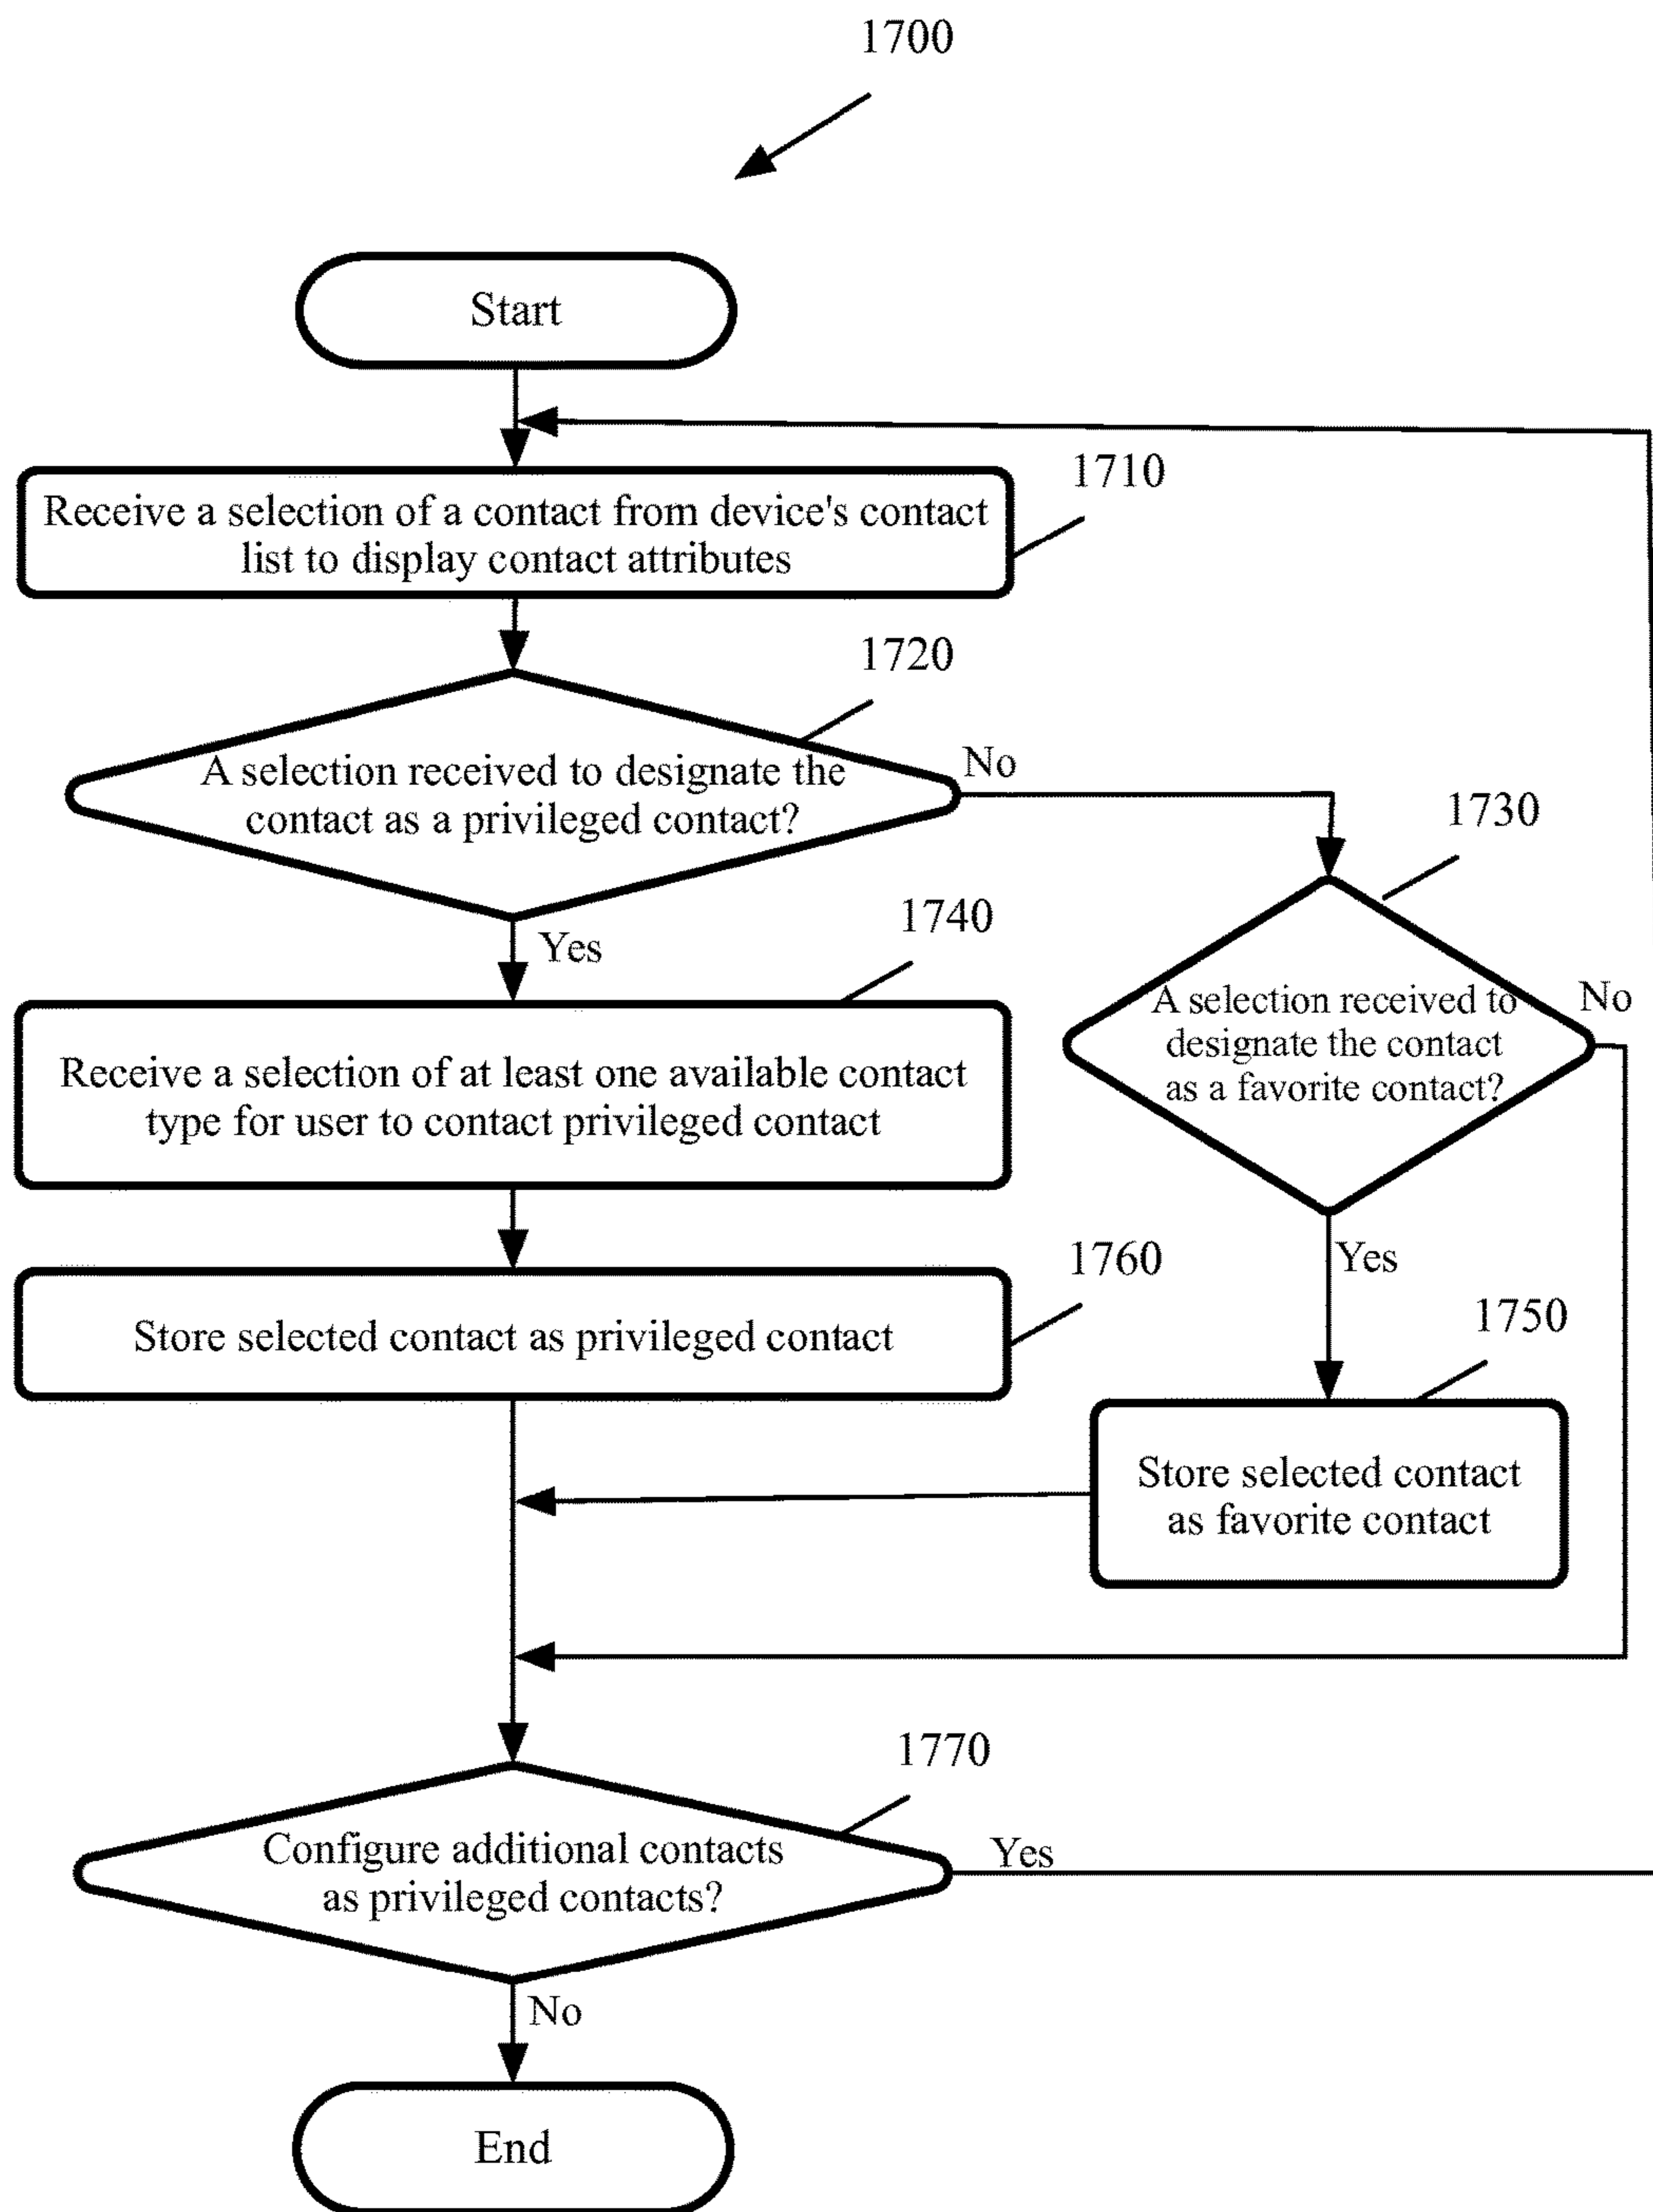 1700
Start
1710
Receive a selection of a contact from device's contact
list to display contact attributes
1720
A selection received to designate the
contact as a privileged contact?
No
1730
A selection received to
designate the contact
as a favorite contact?
No
1740
Yes
Receive a selection of at least one available contact
type for user to contact privileged contact
1760
Yes
Store selected contact as privileged contact
1750
Store selected contact
as favorite contact
1770
Configure additional contacts
as privileged contacts?
Yes
No
End